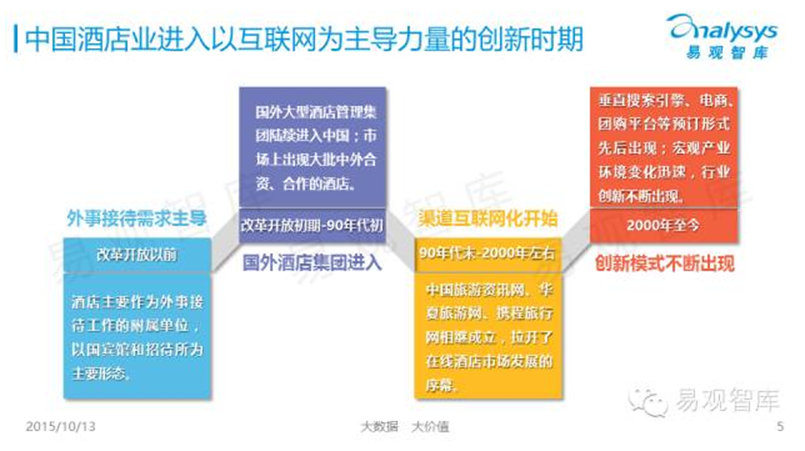 中国酒店业进入以互联网为主导力量的创新时期
analysys
易观智库
外事接待需求主导
改革开放以前
酒店主要作为外事接
待工作的附属单位，
以国宾馆和招待所为
主要形态。
国外大型酒店管理集
团陆续进入中国；市
场上出现大批中外合
资、合作的酒店。
改革开放初期-90年代初
国外酒店集团进入
渠道互联网化开始
90年代末-2000年左右
中国旅游资讯网、华
夏旅游网、携程旅行
网相继成立，拉开了
在线酒店市场发展的
序幕。
垂直搜索引擎、电商、
团购平台等预订形式
先后出现；宏观产业
环境变化迅速，行业
创新不断出现。
2000年至今
创新模式不断出现
易观智库
易观智库
易观智库
2015/10/13
大数据 大价值
5